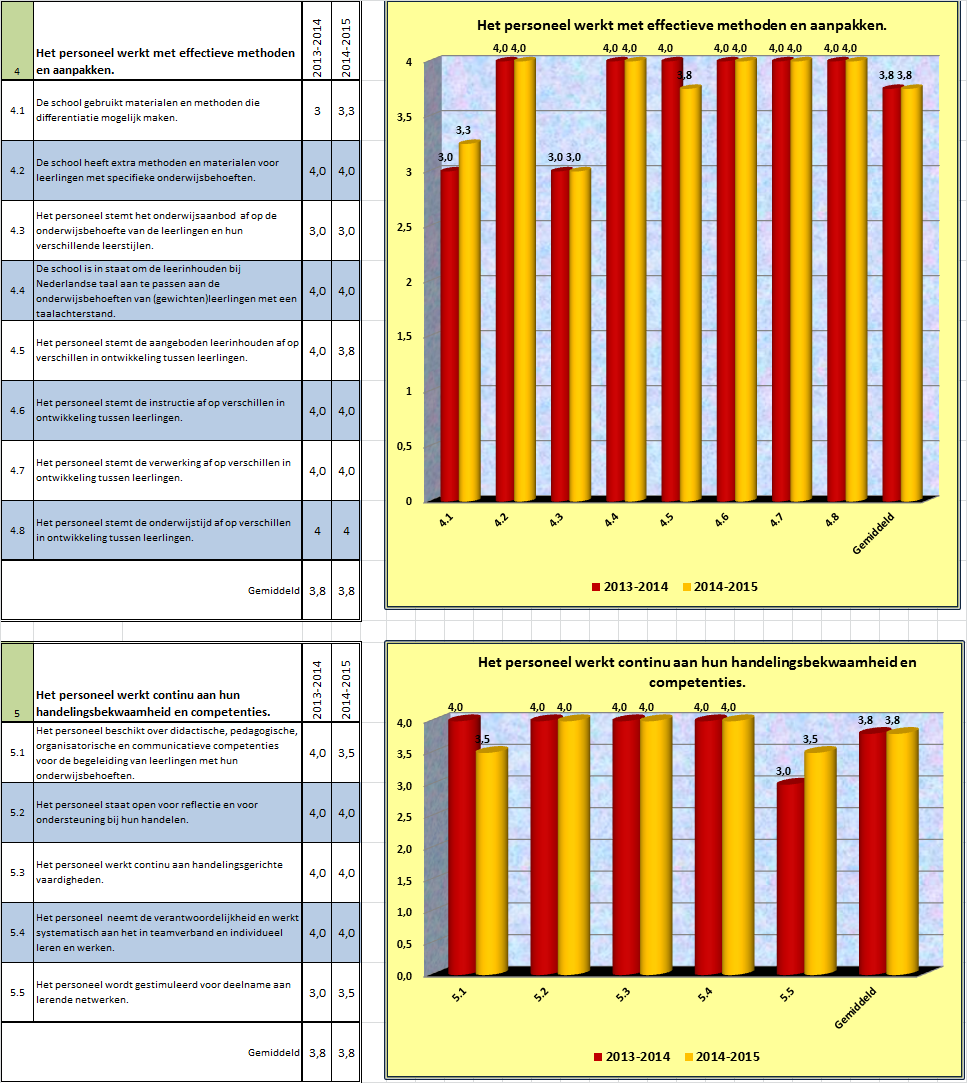 4
Het personeel werkt met effectieve methoden
en aanpakken.
2013-2014
2014-2015
4.1
De school gebruikt materialen en methoden die
differentiatie mogelijk maken.
3
3,3
4.2
De school heeft extra methoden en materialen voor
leerlingen met specifieke onderwijsbehoeften.
4,0
4,0
4.3
Het personeel stemt het onderwijsaanbod af op de
onderwijsbehoefte van de leerlingen en hun
verschillende leerstijlen.
3,0
3,0
4.4
De school is in staat om de leerinhouden bij
Nederlandse taal aan te passen aan de
onderwijsbehoeften van (gewichten)leerlingen met een
taalachterstand.
4,0
4,0
4.5
Het personeel stemt de aangeboden leerinhouden af op
verschillen in ontwikkeling tussen leerlingen.
4,0
3,8
4.6
Het personeel stemt de instructie af op verschillen in
ontwikkeling tussen leerlingen.
4,0
4,0
4.7
Het personeel stemt de verwerking af op verschillen in
ontwikkeling tussen leerlingen.
4,0
4,0
4.8
Het personeel stemt de onderwijstijd af op verschillen
in ontwikkeling tussen leerlingen.
4
4
Gemiddeld
3,8
3,8
Het personeel werkt met effectieve methoden en aanpakken.
4,0 4,0 4,0 4,0 4,0 4,0 4,0 4,0 4,0 4,0 4,0
3,8
3,8 3,8
3,0
3,3
3,0 3,0
4
3,5
3
2,5
2
1,5
1
0,5
0
4.1
4.2
4.3
4.4
4.5
4.6
4.7
4.8
Gemiddeld
2013-2014
2014-2015
5
Het personeel werkt continu aan hun
handelingsbekwaamheid en competenties.
2013-2014
2014-2015
5.1
Het personeel beschikt over didactische, pedagogische,
organisatorische en communicatieve competenties
voor de begeleiding van leerlingen met hun
onderwijsbehoeften.
4,0
3,5
5.2
Het personeel staat open voor reflectie en voor
ondersteuning bij hun handelen.
4,0
4,0
5.3
Het personeel werkt continu aan handelingsgerichte
vaardigheden.
4,0
4,0
5.4
Het personeel neemt de verantwoordelijkheid en werkt
systematisch aan het in teamverband en individueel
leren en werken.
4,0
4,0
5.5
Het personeel wordt gestimuleerd voor deelname aan
lerende netwerken.
3,0
3,5
Gemiddeld
3,8
3,8
Het personeel werkt continu aan hun handelingsbekwaamheid en
competenties.
4,0
3,5
4,0 4,0
4,0 4,0
4,0 4,0
3,0
3,5
3,8 3,8
4,0
3,5
3,0
2,5
2,0
1,5
1,0
0,5
0,0
5.1
5.2
5.3
5.4
5.5
Gemiddeld
2013-2014
2014-2015